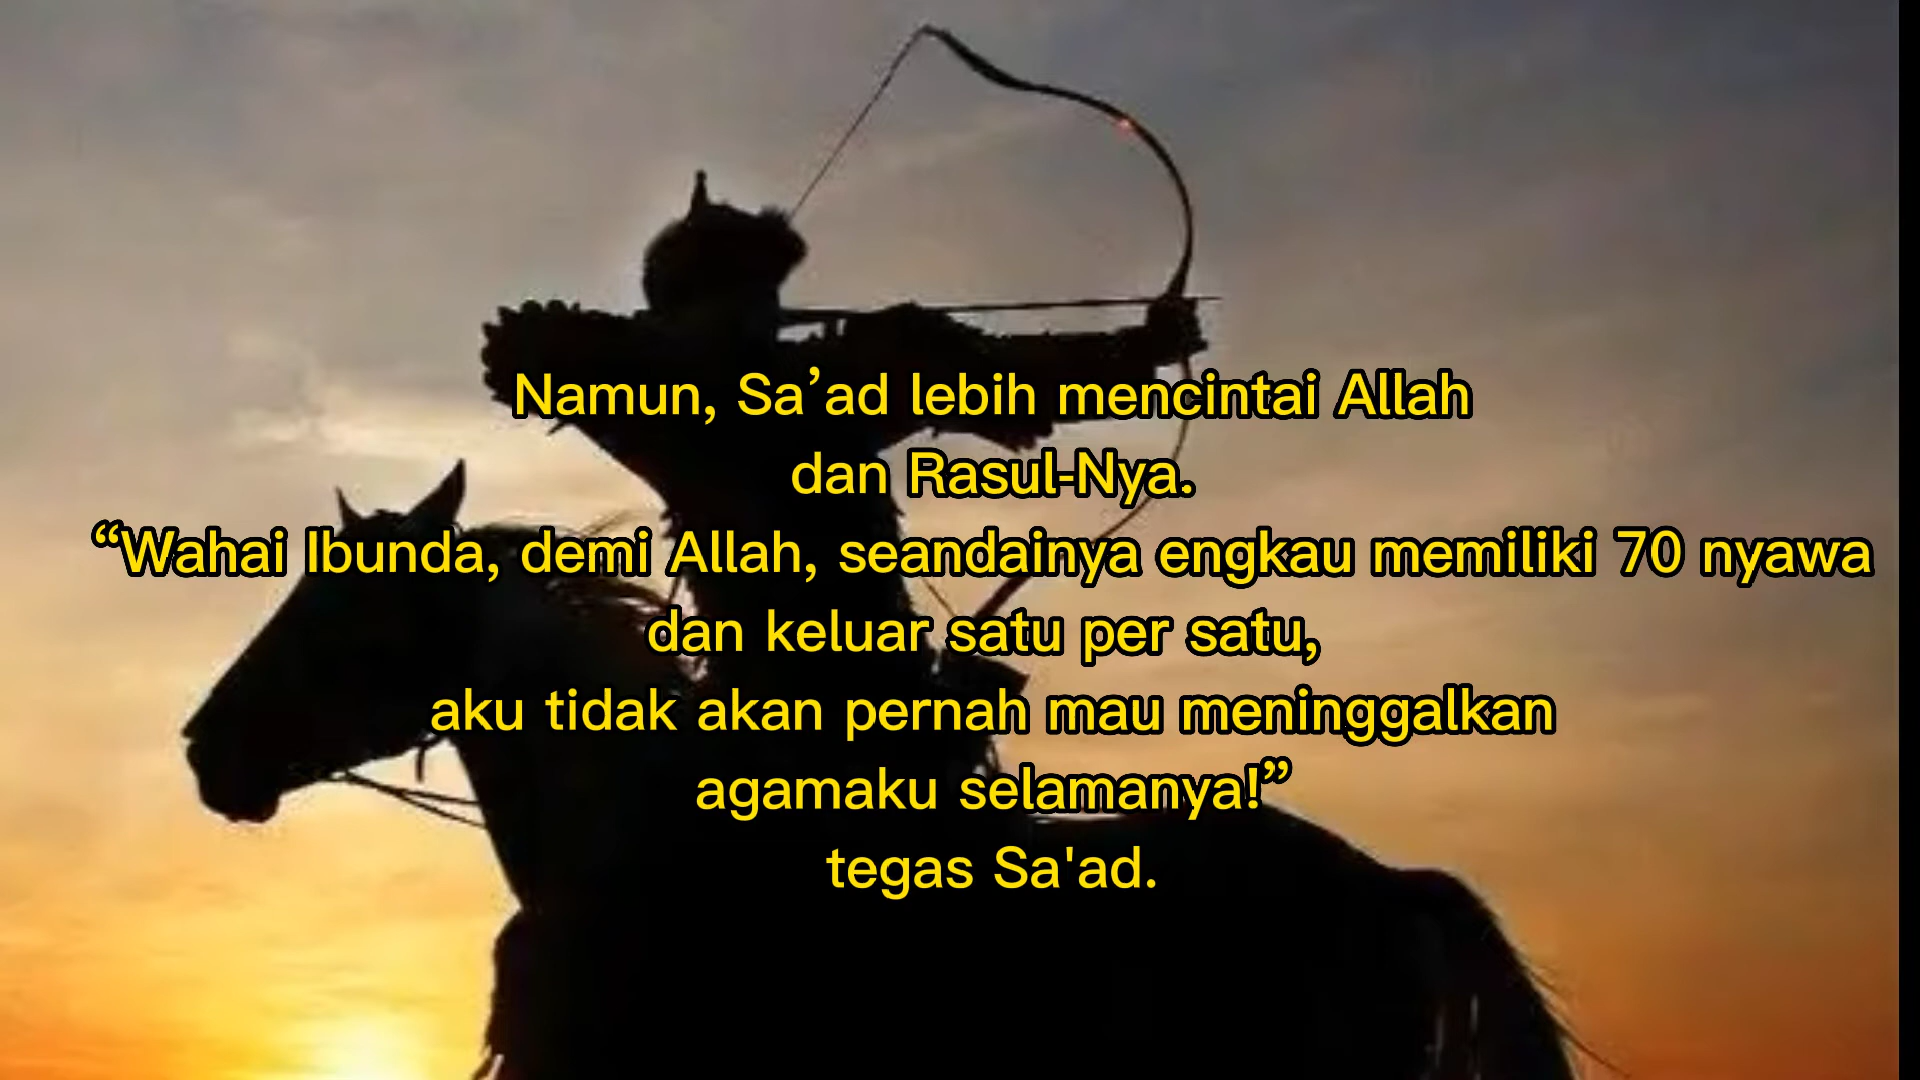 Namun, Sa’ad lebih mencintai Allah
dan Rasul-Nya.
“Wahai Ibunda, demi Allah, seandainya engkau memiliki 70 nyawa
dan keluar satu per satu,
aku tidak akan pernah mau meninggalkan
agamaku selamanya!”
tegas Sa'ad.